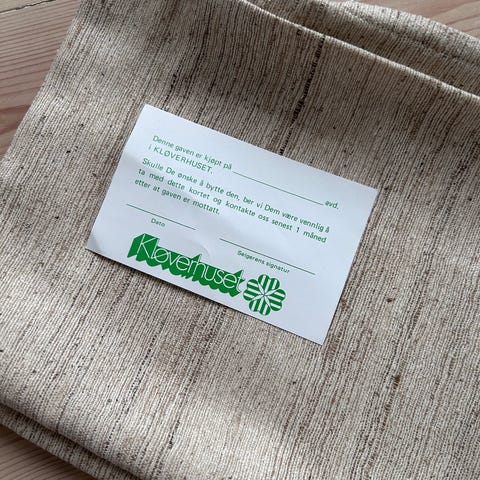 Denne gaven er kjøpt på ____________________ avd.
i KLØVERHUSET.
Skulle De ønske å bytte den, ber vi Dem være vennlig å
ta med dette kortet og kontakte oss senest 1 måned
etter at gaven er mottatt.
Dato
Selgerens signatur
Kløverhuset